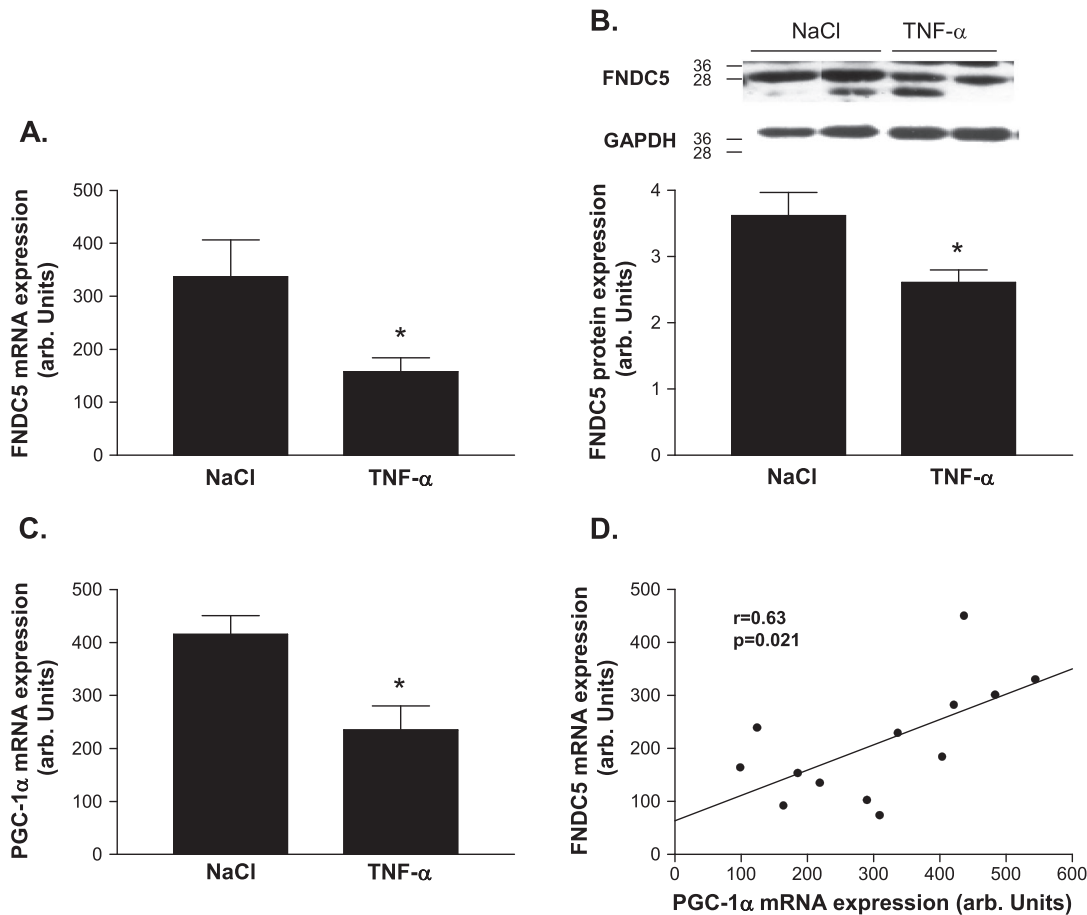 B.
NaCl TNF-α
FNDC5 36
28
GAPDH 36
28
A.
FNDC5 mRNA expression
(arb. Units)
500
400
300
200
100
0
*
NaCl TNF-α
FNDC5 protein expression
(arb. Units)
4
3
2
1
0
*
NaCl TNF-α
C.
PGC-1α mRNA expression
(arb. Units)
500
400
300
200
100
0
*
NaCl TNF-α
D.
FNDC5 mRNA expression
(arb. Units)
500
400
300
200
100
0
r=0.63
p=0.021
0 100 200 300 400 500 600
PGC-1α mRNA expression (arb. Units)